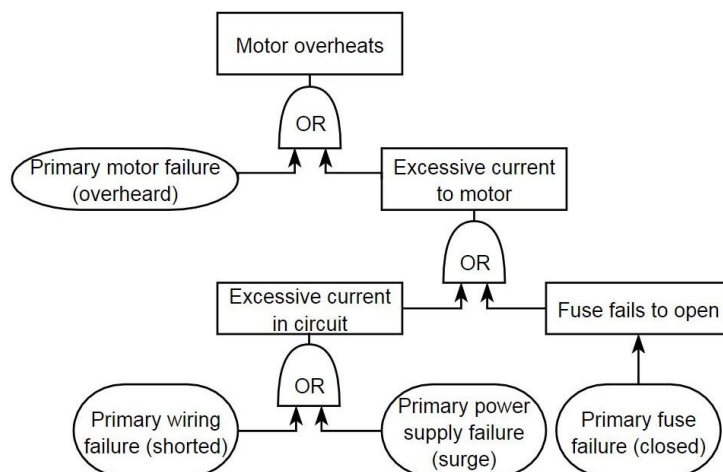 Motor overheats
OR
Primary motor failure
(overheard)
Excessive current
to motor
OR
Excessive current
in circuit
Fuse fails to open
OR
Primary wiring
failure (shorted)
Primary power
supply failure
(surge)
Primary fuse
failure (closed)